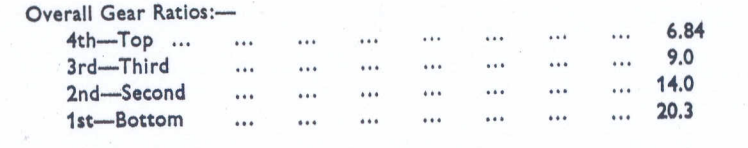 Overall Gear Ratios:—
4th—Top ... ... ... ... ... ... ... ... 6.84
3rd—Third ... ... ... ... ... ... ... 9.0
2nd—Second ... ... ... ... ... ... ... 14.0
1st—Bottom ... ... ... ... ... ... ... 20.3